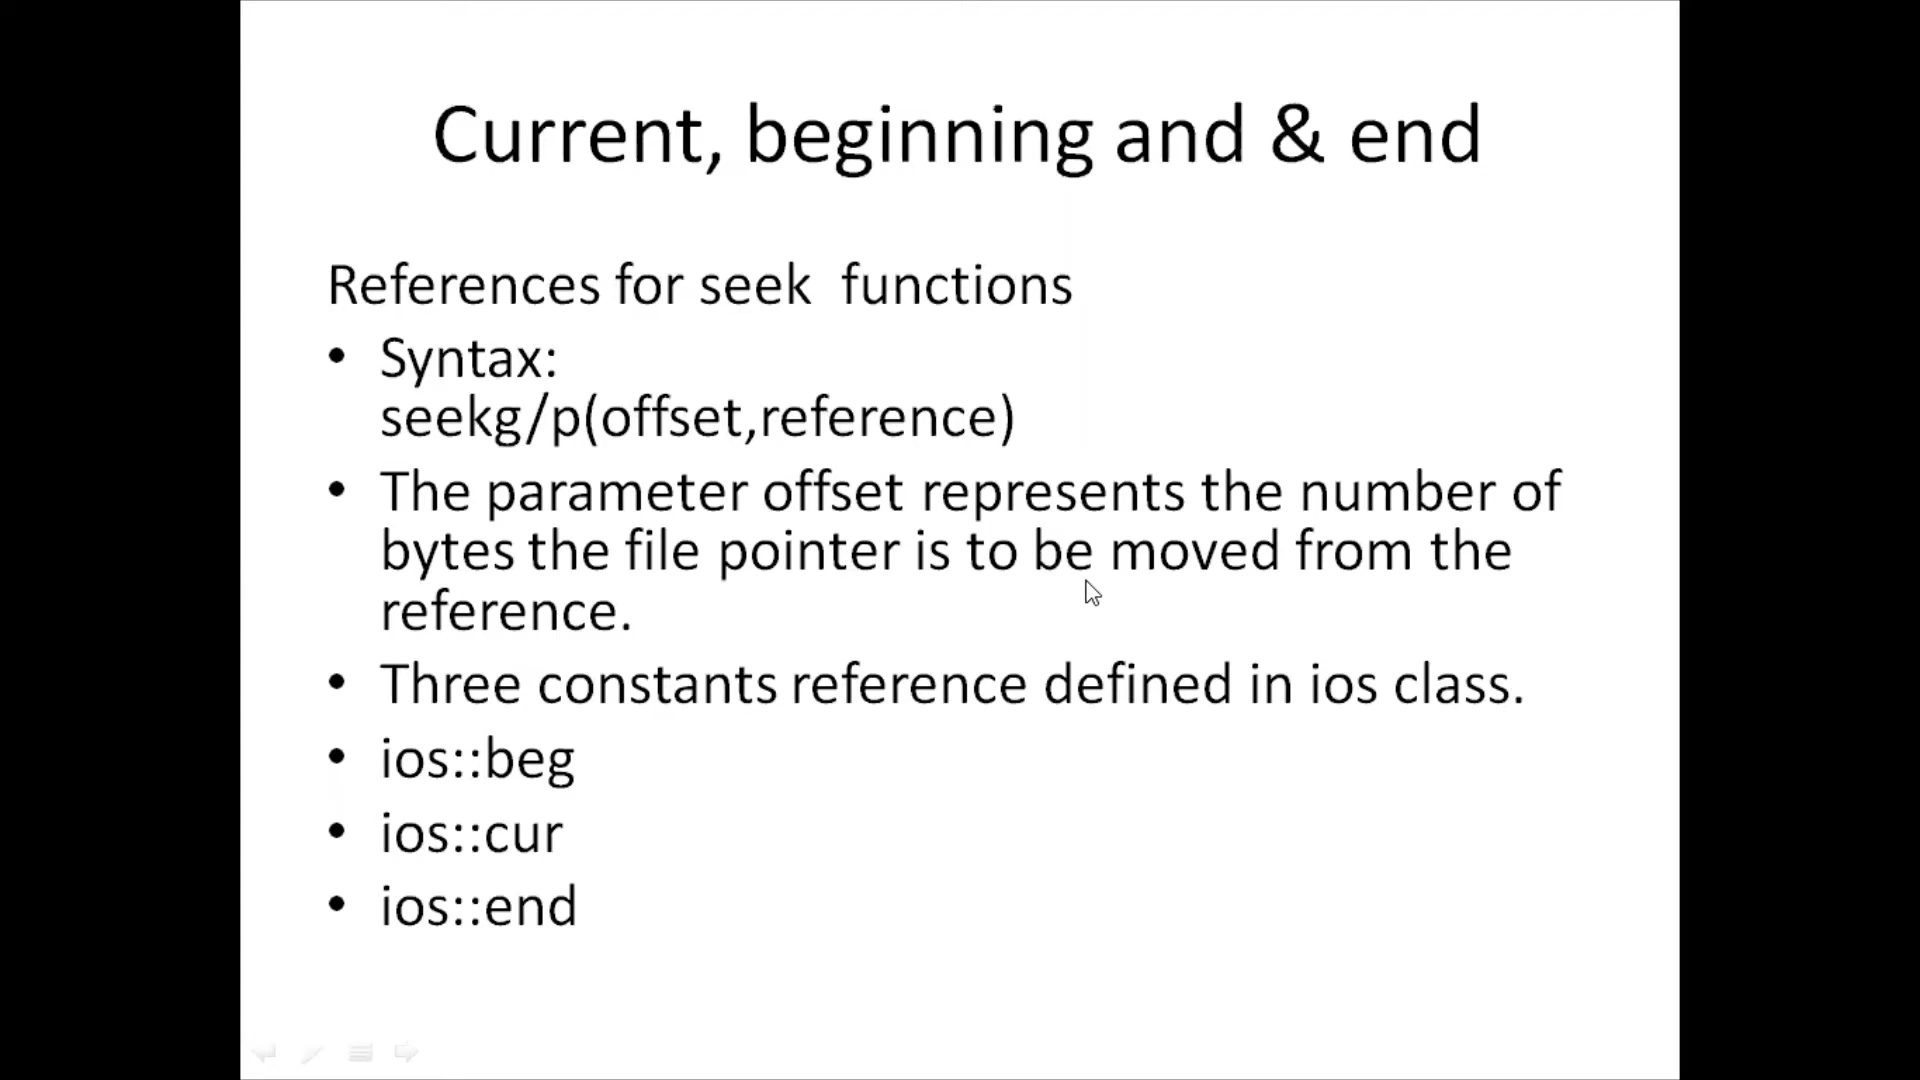 Current, beginning and & end
References for seek  functions
• Syntax:
seekg/p(offset,reference)
• The parameter offset represents the number of
bytes the file pointer is to be moved from the
reference.
• Three constants reference defined in ios class.
• ios::beg
• ios::cur
• ios::end